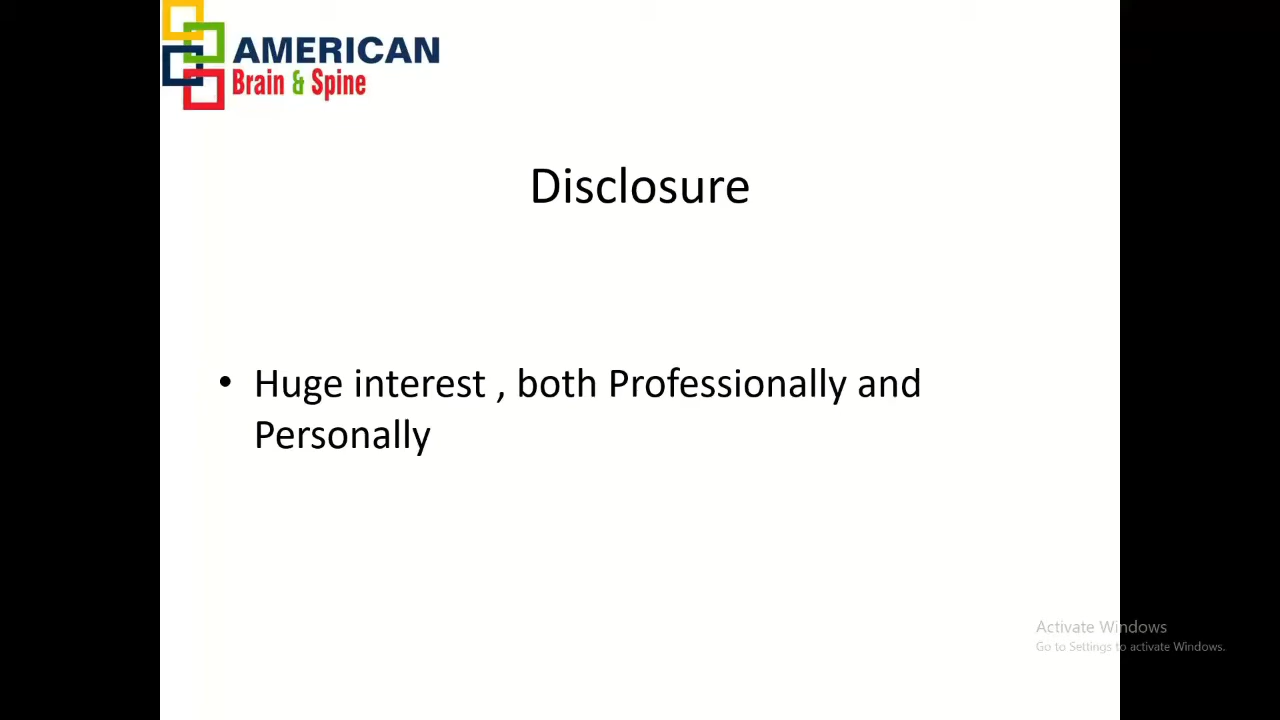 AMERICAN
Brain & Spine
Disclosure
• Huge interest , both Professionally and
Personally
Activate Windows
Go to Settings to activate Windows.